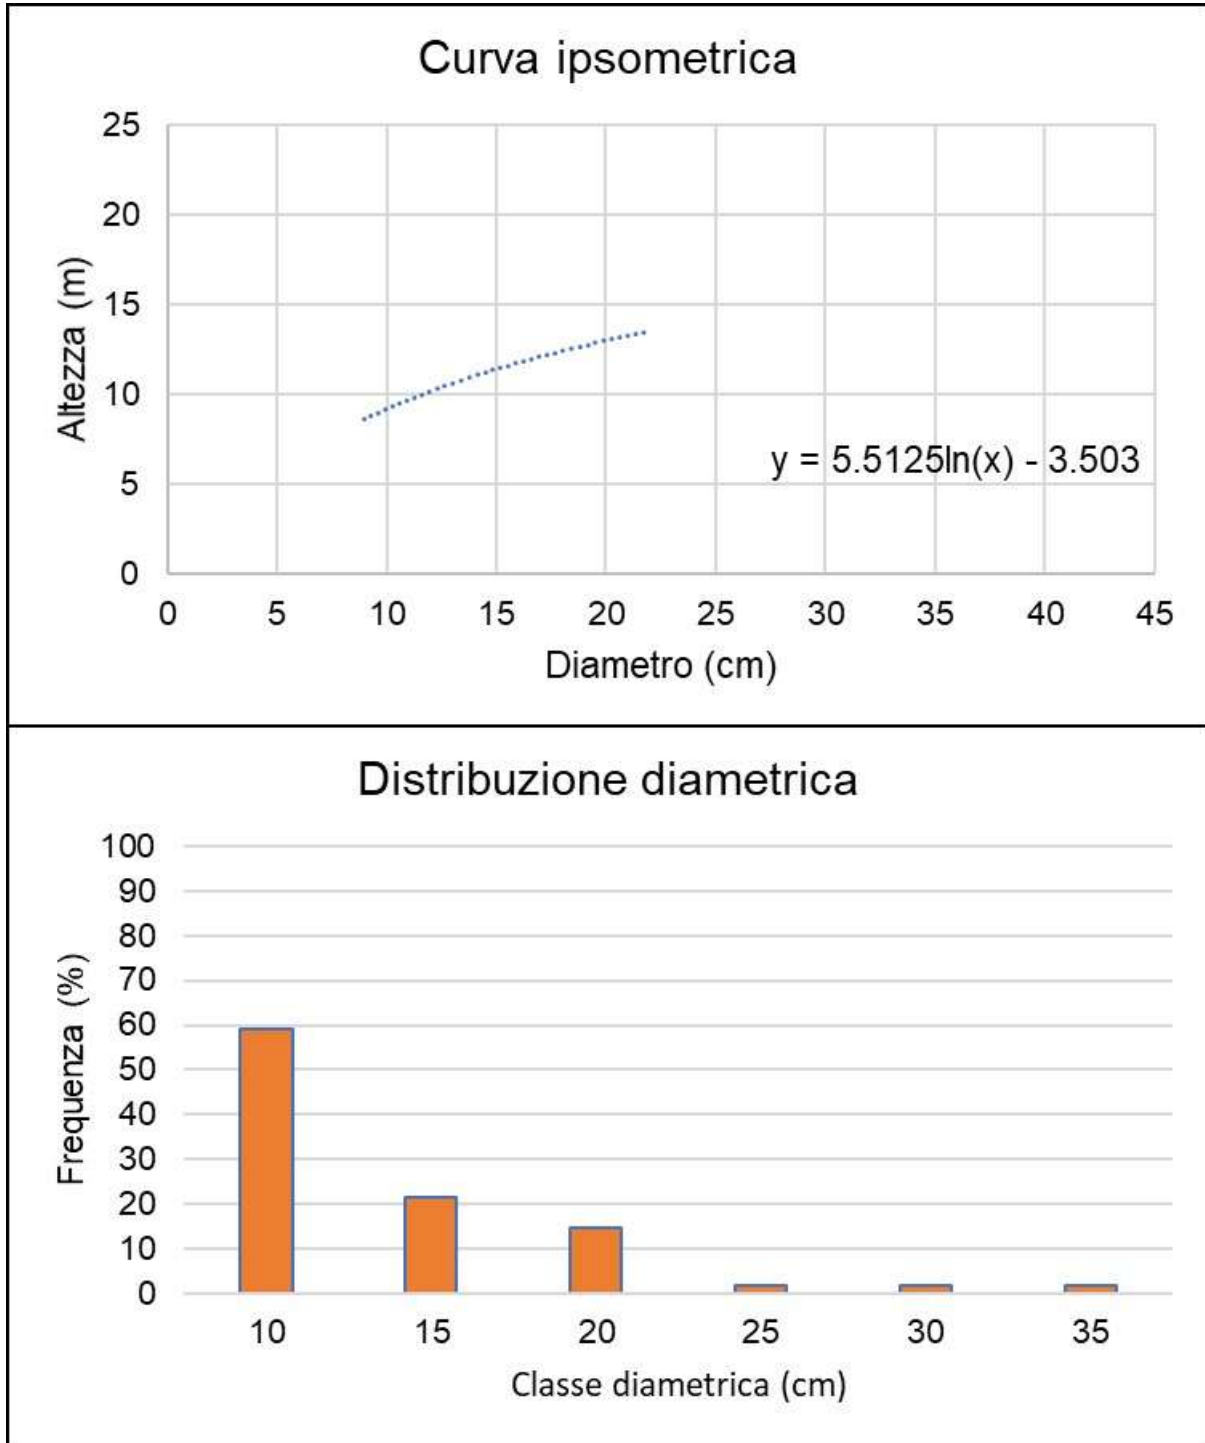 Curva ipsometrica
25
20
15
10
5
0
Altezza (m)
y = 5.5125ln(x) - 3.503
0 5 10 15 20 25 30 35 40 45
Diametro (cm)
Distribuzione diametrica
100
90
80
70
60
50
40
30
20
10
0
Frequenza (%)
10 15 20 25 30 35
Classe diametrica (cm)